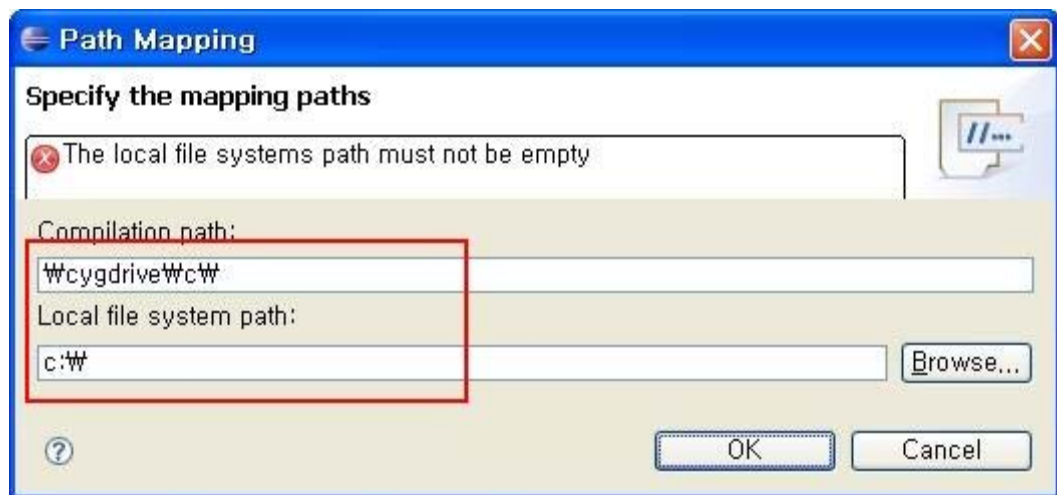 Path Mapping
Specify the mapping paths
The local file systems path must not be empty
//...
Compilation path:
₩cygdrive₩c₩
Local file system path:
c:₩
Browse...
?
OK
Cancel